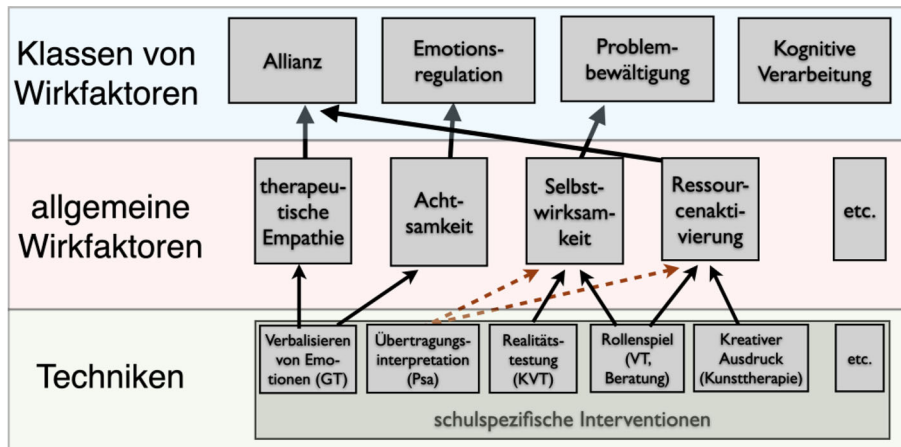 Klassen von
Wirkfaktoren
Allianz
Emotions-
regulation
Problem-
bewältigung
Kognitive
Verarbeitung
allgemeine
Wirkfaktoren
therapeu-
tische
Empathie
Acht-
samkeit
Selbst-
wirksam-
keit
Ressour-
cenakti-
vierung
etc.
Techniken
Verbalisieren
von Emo-
tionen (GT)
Übertragungs-
interpretation
(Psa)
Realitäts-
testung
(KVT)
Rollenspiel
(VT,
Beratung)
Kreativer
Ausdruck
(Kunsttherapie)
etc.
schulspezifische Interventionen